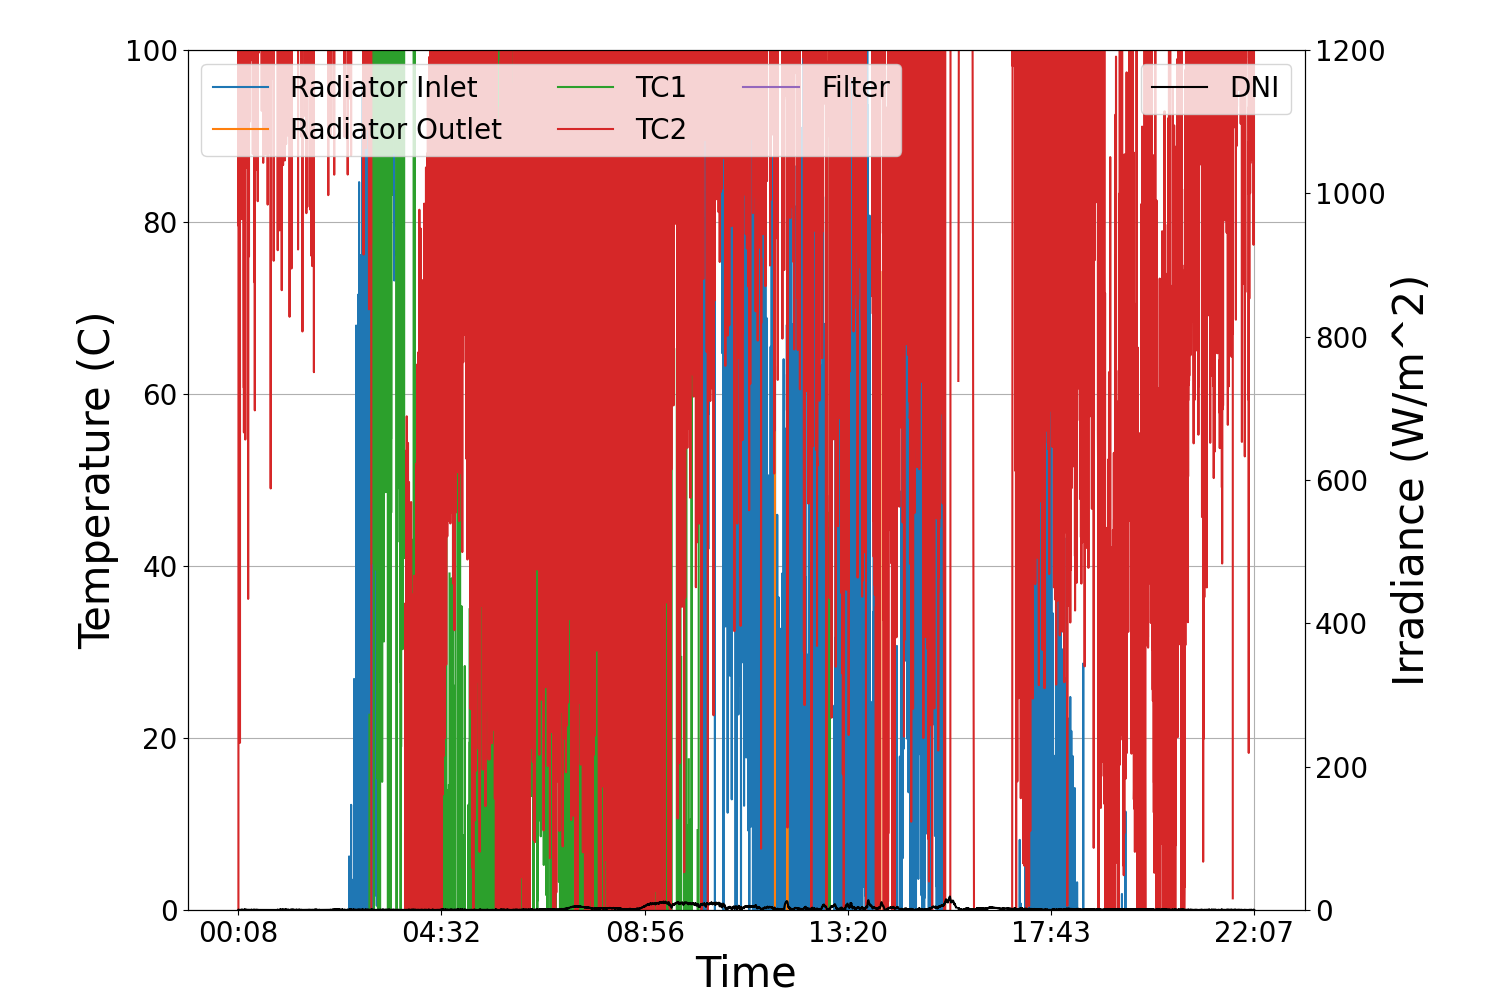 100
80
60
40
20
0
Temperature (C)
Radiator Inlet
Radiator Outlet
TC1
TC2
Filter
DNI
1200
1000
800
600
400
200
0
Irradiance (W/m^2)
00:08
04:32
08:56
13:20
17:43
22:07
Time